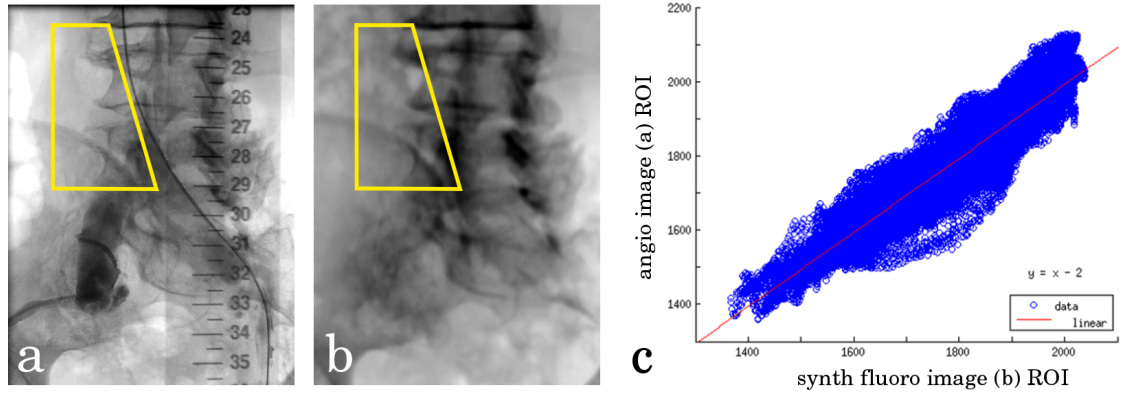 23
24
25
26
27
28
29
30
31
32
33
34
35
a
b
c
2200
2000
1800
1600
1400
1400
1600
1800
2000
angio image (a) ROI
synth fluoro image (b) ROI
y = x - 2
data
linear